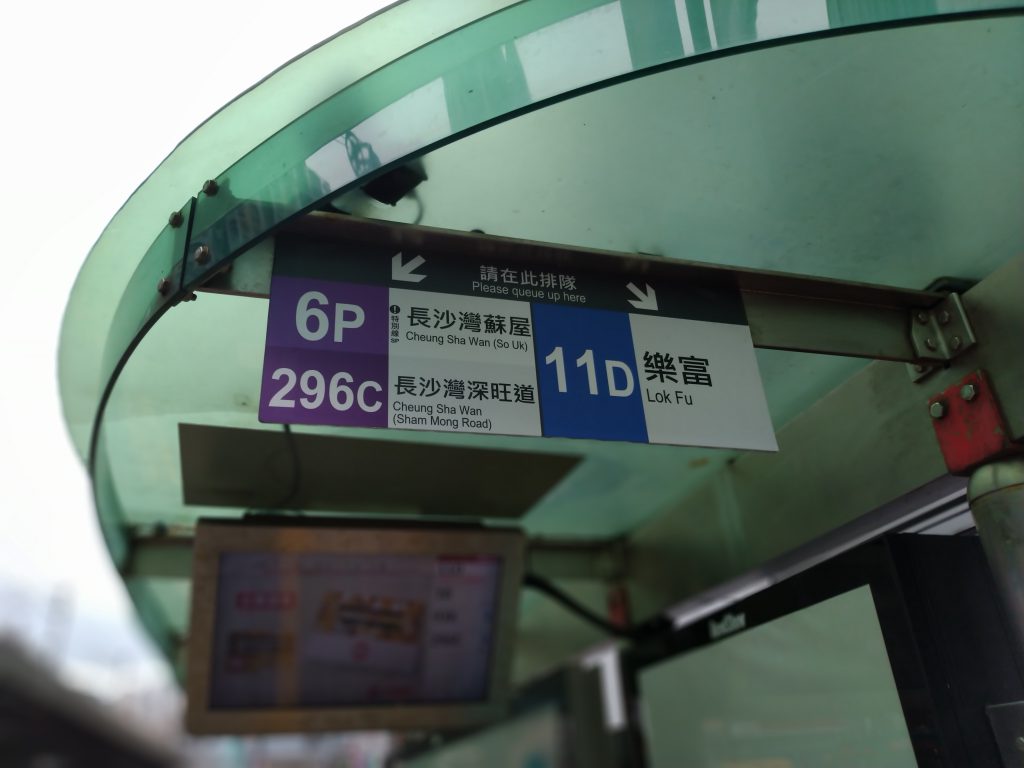 請在此排隊
Please queue up here
6P
特別線
SP
長沙灣蘇屋
Cheung Sha Wan (So Uk)
296C
長沙灣深旺道
Cheung Sha Wan
(Sham Mong Road)
11D
樂富
Lok Fu